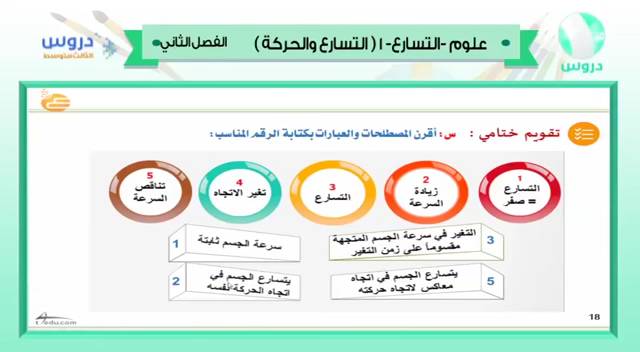 علوم -التسارع-١ ( التسارع والحركة ) الفصل الثاني
دروس
الثالث متوسط
دروس
تقويم ختامي : س: أقرن المصطلحات والعبارات بكتابة الرقم المناسب:
1
التسارع
= صفر
2
زيادة
السرعة
3
التسارع
4
تغير الاتجاه
5
تناقص
السرعة
3
التغير في سرعة الجسم المتجهة
مقسوماً على زمن التغير
1
سرعة الجسم ثابتة
5
يتسارع الجسم في اتجاه
معاكس لاتجاه حركته
2
يتسارع الجسم في
اتجاه الحركة نفسه
18